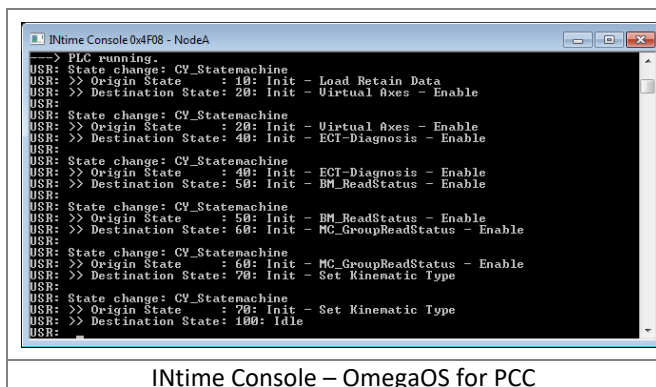 INtime Console 0x4F08 - NodeA
---> PLC running.
USR: State change: CY_Statemachine
USR: >> Origin State     : 10: Init - Load Retain Data
USR: >> Destination State: 20: Init - Virtual Axes - Enable
USR:
USR: State change: CY_Statemachine
USR: >> Origin State     : 20: Init - Virtual Axes - Enable
USR: >> Destination State: 40: Init - ECT-Diagnosis - Enable
USR:
USR: State change: CY_Statemachine
USR: >> Origin State     : 40: Init - ECT-Diagnosis - Enable
USR: >> Destination State: 50: Init - BM_ReadStatus - Enable
USR:
USR: State change: CY_Statemachine
USR: >> Origin State     : 50: Init - BM_ReadStatus - Enable
USR: >> Destination State: 60: Init - MC_GroupReadStatus - Enable
USR:
USR: State change: CY_Statemachine
USR: >> Origin State     : 60: Init - MC_GroupReadStatus - Enable
USR: >> Destination State: 70: Init - Set Kinematic Type
USR:
USR: State change: CY_Statemachine
USR: >> Origin State     : 70: Init - Set Kinematic Type
USR: >> Destination State: 100: Idle
USR: _
INtime Console – OmegaOS for PCC